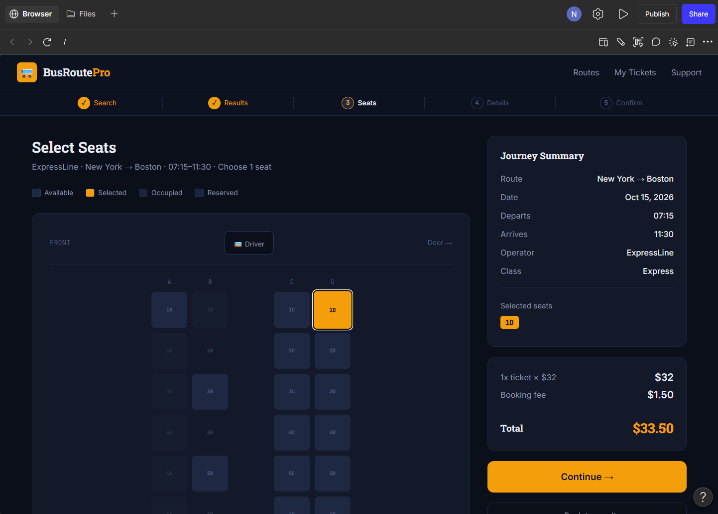 Browser Files +
N Publish Share
/
BusRoutePro Routes My Tickets Support
✓ Search ✓ Results 3 Seats 4 Details 5 Confirm
Select Seats
ExpressLine · New York → Boston · 07:15–11:30 · Choose 1 seat
Available Selected Occupied Reserved
FRONT Driver Door →
A B C D
1A 1B 1C 1D
2A 2B 2C 2D
3A 3B 3C 3D
4A 4B 4C 4D
5A 5B 5C 5D
Journey Summary
Route New York → Boston
Date Oct 15, 2026
Departs 07:15
Arrives 11:30
Operator ExpressLine
Class Express
Selected seats
1D
1x ticket × $32 $32
Booking fee $1.50
Total $33.50
Continue →
?